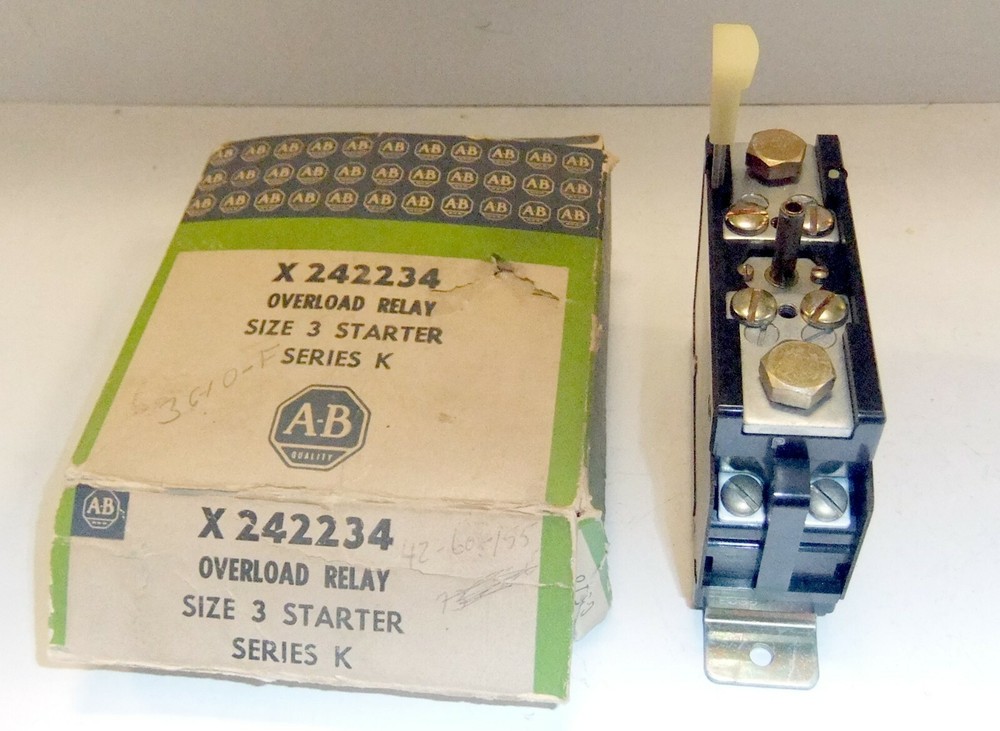 X 242234
OVERLOAD RELAY
SIZE 3 STARTER
SERIES K
A-B
QUALITY
A-B
X 242234
OVERLOAD RELAY
SIZE 3 STARTER
SERIES K